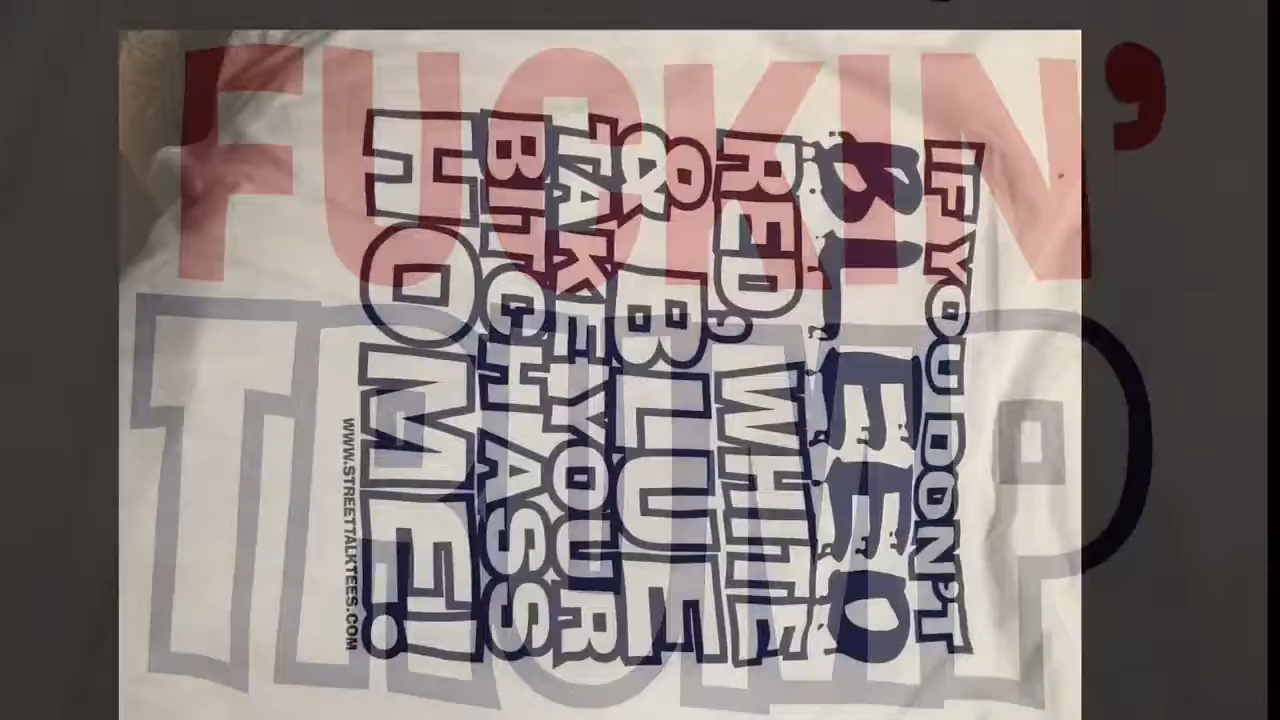 FUCKIN'
TRUMP
IF YOU DON'T
BLEED
RED, WHITE
& BLUE
TAKE YOUR
BITCH ASS
HOME!
WWW.STREETTALKTEES.COM